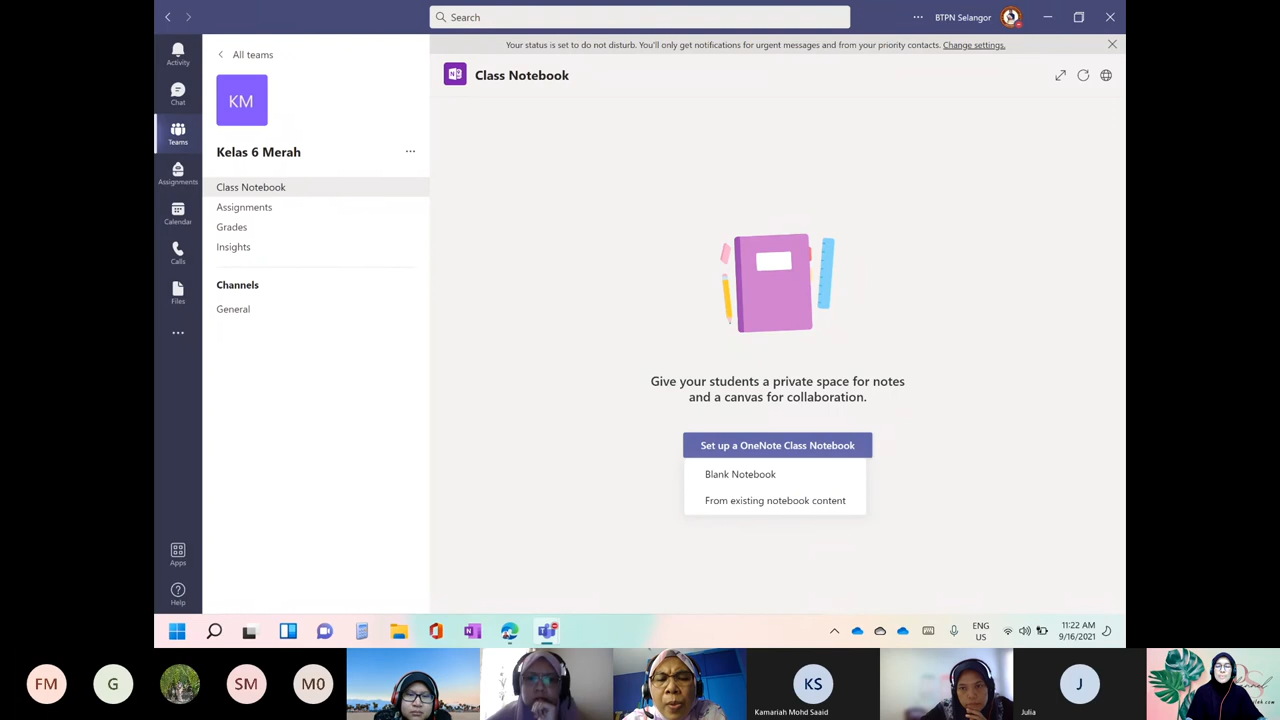 Search
BTPN Selangor
Your status is set to do not disturb. You'll only get notifications for urgent messages and from your priority contacts. Change settings.
Activity
Chat
Teams
Assignments
Calendar
Calls
Files
Apps
Help
All teams
KM
Kelas 6 Merah
Class Notebook
Assignments
Grades
Insights
Channels
General
Class Notebook
Give your students a private space for notes
and a canvas for collaboration.
Set up a OneNote Class Notebook
Blank Notebook
From existing notebook content
ENG
US
11:22 AM
9/16/2021
FM
G
SM
M0
KS
Kamariah Mohd Saaid
J
Julia